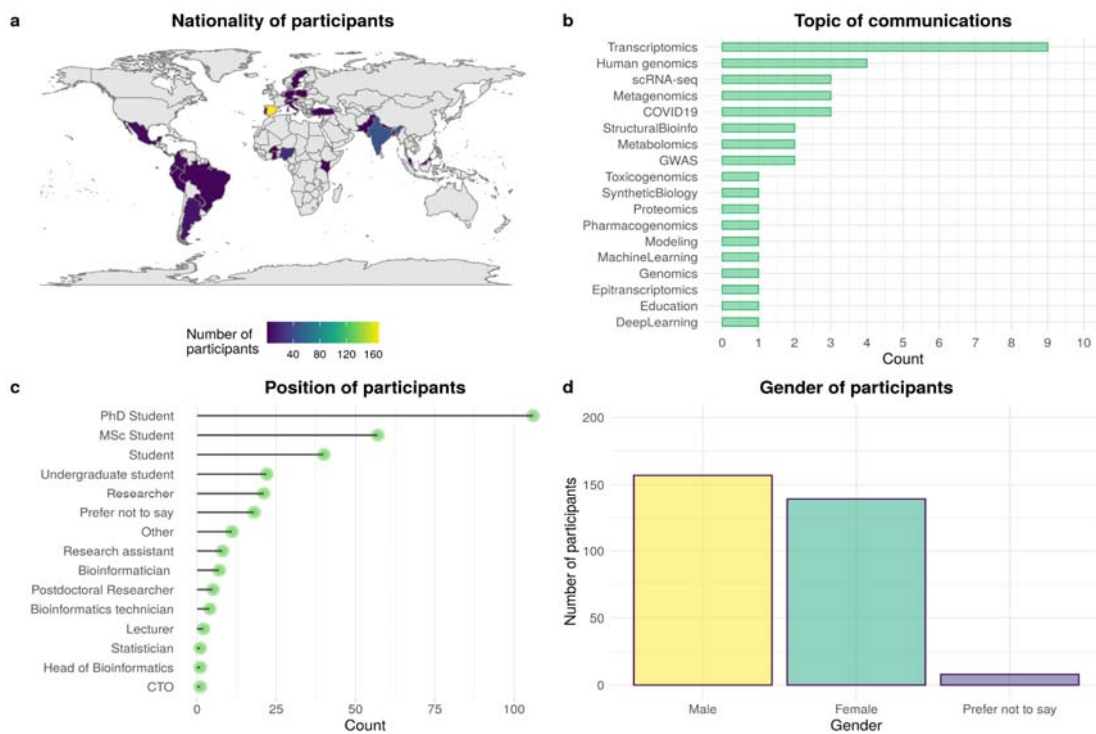 a Nationality of participants
Number of
participants
40 80 120 160
b Topic of communications
Transcriptomics
Human genomics
scRNA-seq
Metagenomics
COVID19
StructuralBioinfo
Metabolomics
GWAS
Toxicogenomics
SyntheticBiology
Proteomics
Pharmacogenomics
Modeling
MachineLearning
Genomics
Epitranscriptomics
Education
DeepLearning
0 1 2 3 4 5 6 7 8 9 10
Count
c Position of participants
PhD Student
MSc Student
Student
Undergraduate student
Researcher
Prefer not to say
Other
Research assistant
Bioinformatician
Postdoctoral Researcher
Bioinformatics technician
Lecturer
Statistician
Head of Bioinformatics
CTO
0 25 50 75 100
Count
d Gender of participants
Number of participants
200
150
100
50
0
Male Female Prefer not to say
Gender